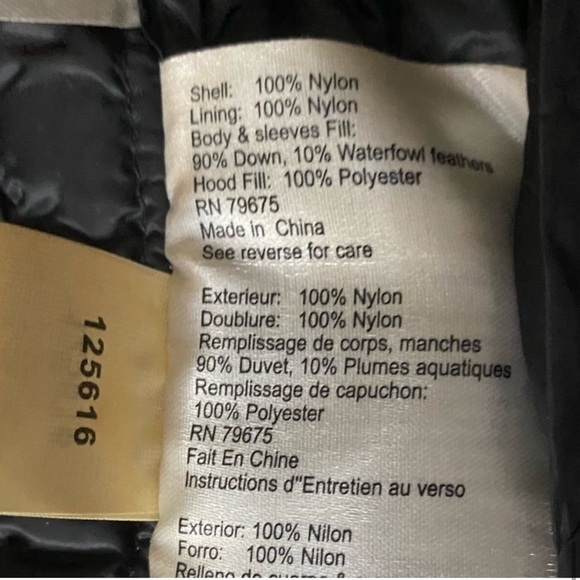 Shell: 100% Nylon
Lining: 100% Nylon
Body & sleeves Fill:
90% Down, 10% Waterfowl feathers
Hood Fill: 100% Polyester
RN 79675
Made in China
See reverse for care
Exterieur: 100% Nylon
Doublure: 100% Nylon
Remplissage de corps, manches
90% Duvet, 10% Plumes aquatiques
Remplissage de capuchon:
100% Polyester
RN 79675
Fait En Chine
Instructions d"Entretien au verso
Exterior: 100% Nilon
Forro: 100% Nilon
Relleno de
125616